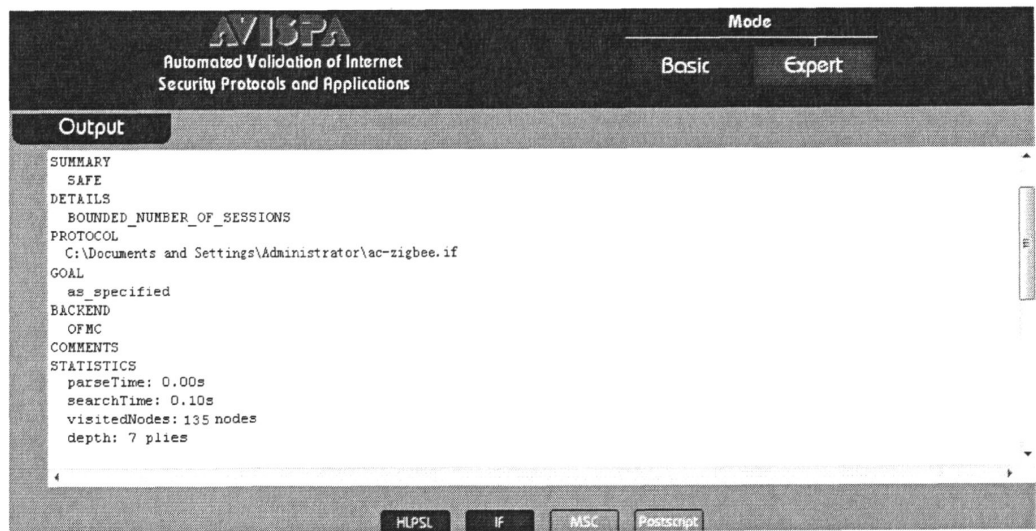 AVISPA
Mode
Automated Validation of Internet
Security Protocols and Applications
Basic
Expert
Output
SUMMARY
SAFE
DETAILS
BOUNDED_NUMBER_OF_SESSIONS
PROTOCOL
C:\Documents and Settings\Administrator\ac-zigbee.if
GOAL
as_specified
BACKEND
OFMC
COMMENTS
STATISTICS
parseTime: 0.00s
searchTime: 0.10s
visitedNodes: 135 nodes
depth: 7 plies
HLPSL
IF
MSC
Postscript